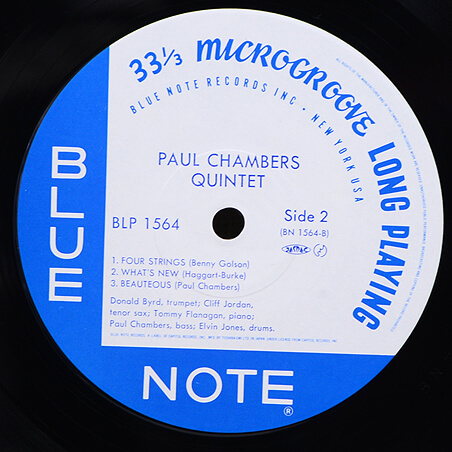 33⅓ MICROGROOVE LONG PLAYING
BLUE NOTE RECORDS INC • NEW YORK USA
PAUL CHAMBERS
QUINTET
BLP 1564
Side 2
(BN 1564-B)
JASRAC
1. FOUR STRINGS (Benny Golson)
2. WHAT'S NEW (Haggart-Burke)
3. BEAUTEOUS (Paul Chambers)
Donald Byrd, trumpet; Cliff Jordan,
tenor sax; Tommy Flanagan, piano;
Paul Chambers, bass; Elvin Jones, drums.
BLUE
NOTE®